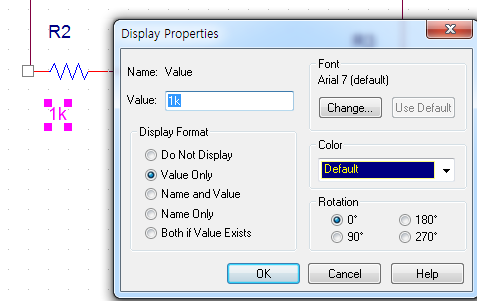 R2
1k
Display Properties
R3
Name: Value
Value: 1k
Font
Arial 7 (default)
Change...
Use Default
Display Format
Do Not Display
Value Only
Name and Value
Name Only
Both if Value Exists
Color
Default
Rotation
0°
180°
90°
270°
OK
Cancel
Help